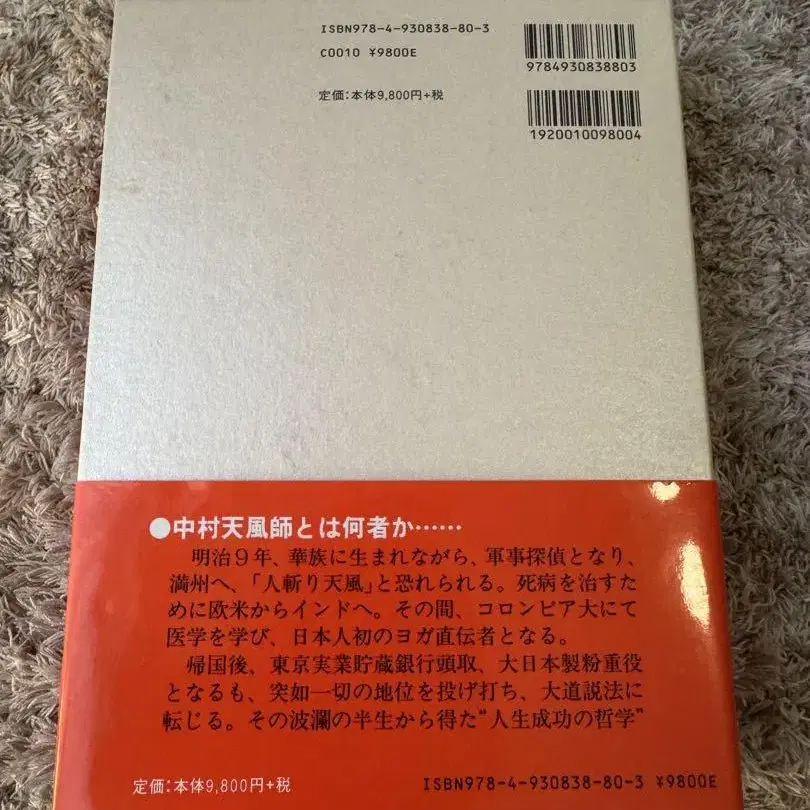 ISBN978-4-930838-80-3
C0010 ¥9800E
定価:本体9,800円+税
9784930838803
1920010098004
●中村天風師とは何者か……
明治9年、華族に生まれながら、軍事探偵となり、
満州へ、「人斬り天風」と恐れられる。死病を治すた
めに欧米からインドへ。その間、コロンビア大にて
医学を学び、日本人初のヨガ直伝者となる。
帰国後、東京実業貯蔵銀行頭取、大日本製粉重役
となるも、突如一切の地位を投げ打ち、大道説法に
転じる。その波瀾の半生から得た“人生成功の哲学”
定価:本体9,800円+税
ISBN978-4-930838-80-3 ¥9800E